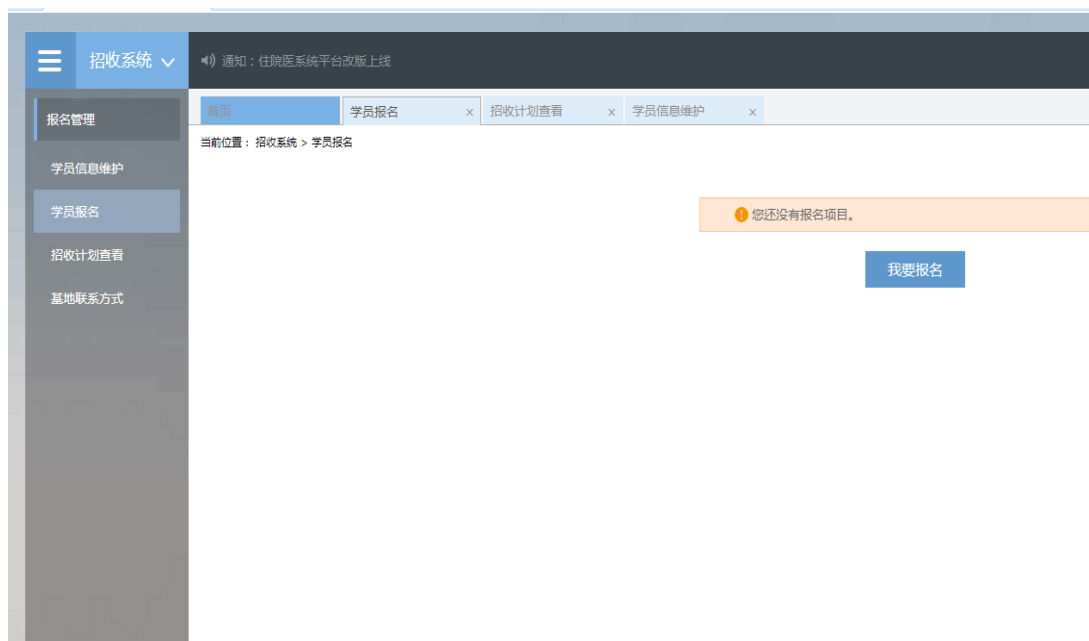 招收系统
通知：住院医系统平台改版上线
报名管理
学员信息维护
学员报名
招收计划查看
基地联系方式
首页 学员报名 × 招收计划查看 × 学员信息维护 ×
当前位置： 招收系统 > 学员报名
您还没有报名项目。
我要报名